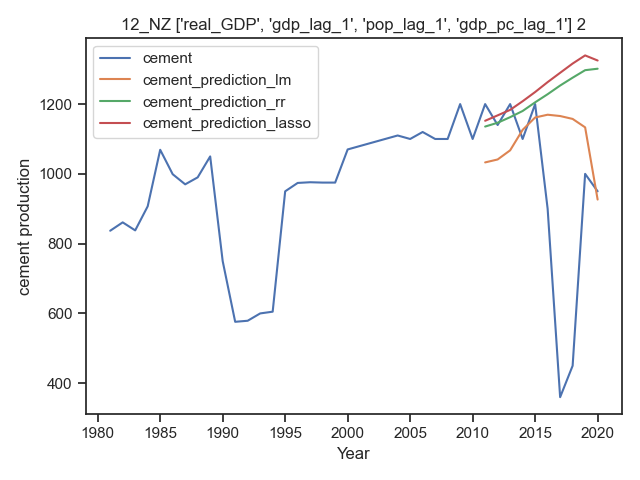 12_NZ ['real_GDP', 'gdp_lag_1', 'pop_lag_1', 'gdp_pc_lag_1'] 2
cement
cement_prediction_lm
cement_prediction_rr
cement_prediction_lasso
1200
1000
800
600
400
cement production
1980 1985 1990 1995 2000 2005 2010 2015 2020
Year